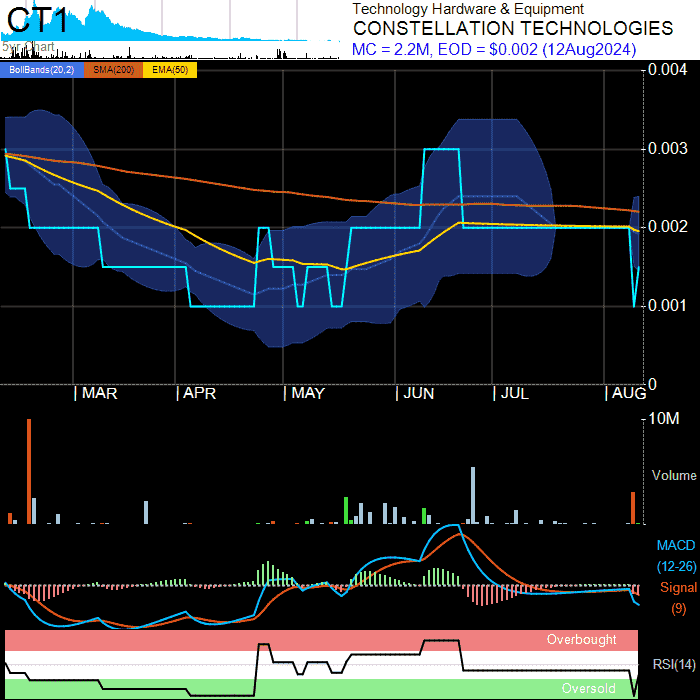 CT1
Technology Hardware & Equipment
CONSTELLATION TECHNOLOGIES
MC = 2.2M, EOD = $0.002 (12Aug2024)
5yr Chart
BollBands(20,2) SMA(200) EMA(50)
0.004
0.003
0.002
0.001
0
MAR APR MAY JUN JUL AUG
10M
Volume
MACD
(12-26)
Signal
(9)
Overbought
RSI(14)
Oversold